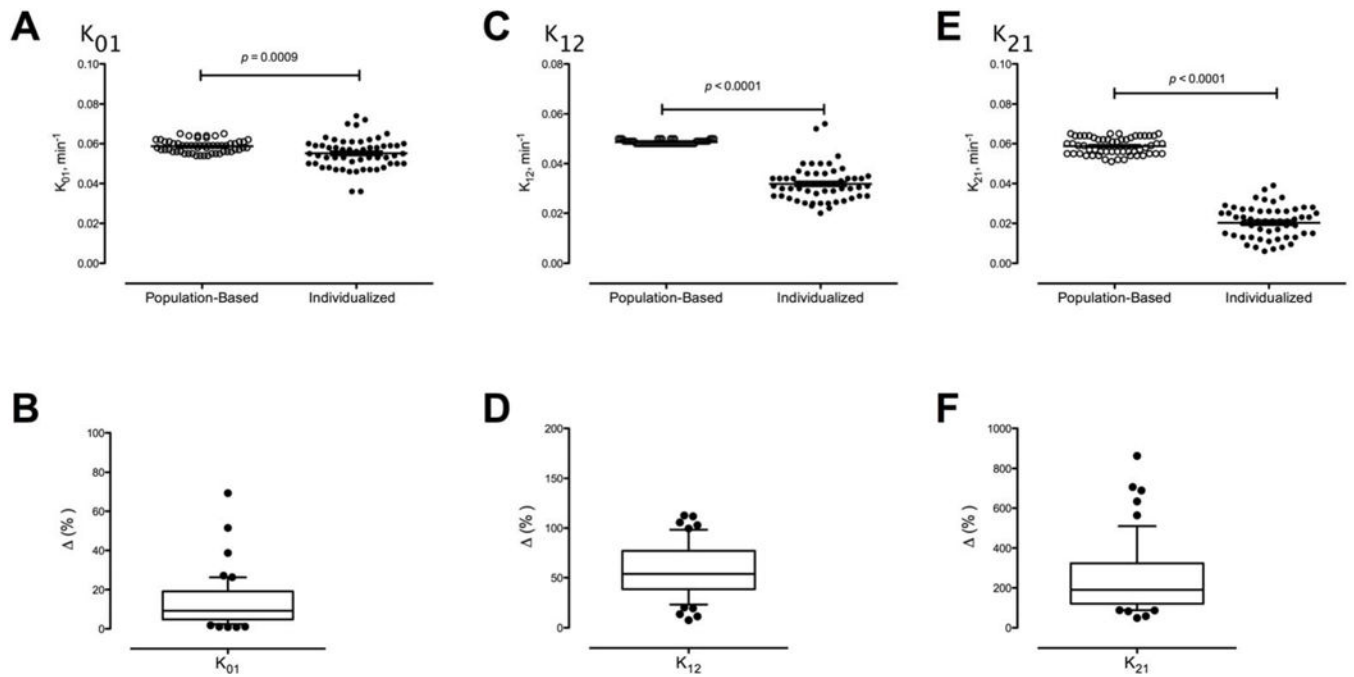 A
K01
p = 0.0009
0.10
0.08
0.06
0.04
0.02
0.00
K01, min-1
Population-Based Individualized
C
K12
p < 0.0001
0.08
0.06
0.04
0.02
0.00
K12, min-1
Population-Based Individualized
E
K21
p < 0.0001
0.10
0.08
0.06
0.04
0.02
0.00
K21, min-1
Population-Based Individualized
B
100
80
60
40
20
0
Δ (%)
K01
D
200
150
100
50
0
Δ (%)
K12
F
1000
800
600
400
200
0
Δ (%)
K21